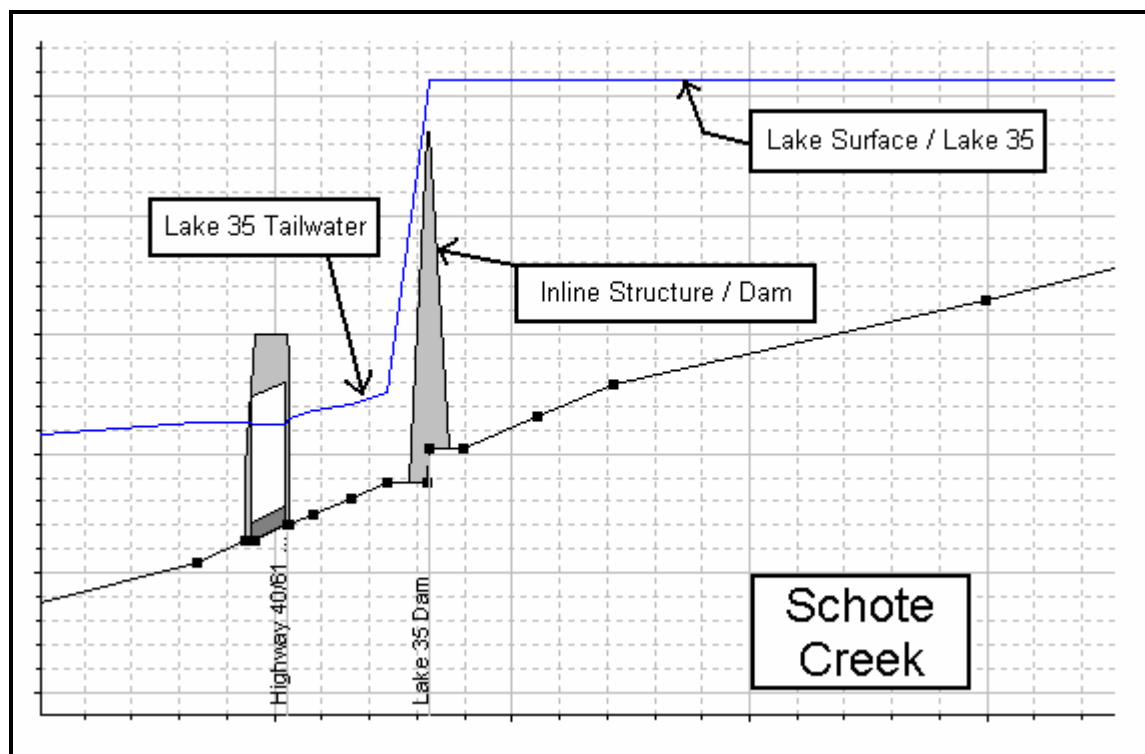 Lake Surface / Lake 35
Lake 35 Tailwater
Inline Structure / Dam
Highway 40/61 ...
Lake 35 Dam
Schote
Creek